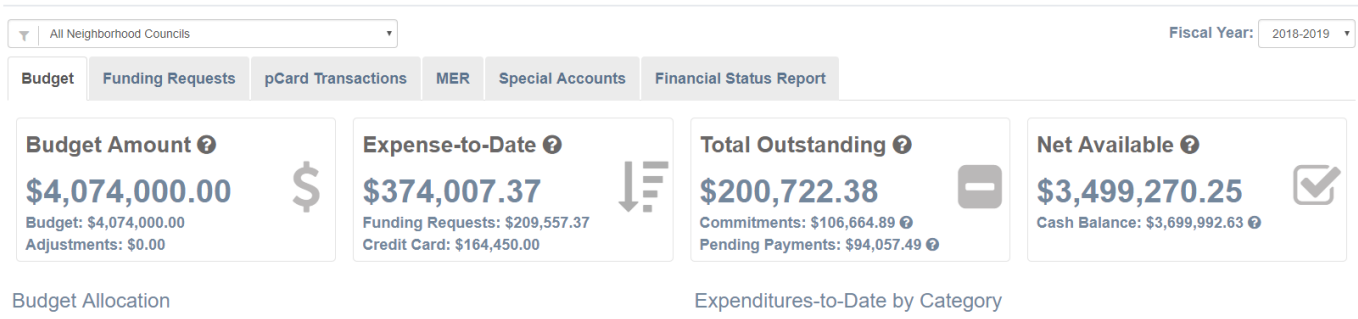 All Neighborhood Councils
Fiscal Year: 2018-2019
Budget Funding Requests pCard Transactions MER Special Accounts Financial Status Report
Budget Amount
$4,074,000.00
Budget: $4,074,000.00
Adjustments: $0.00
Expense-to-Date
$374,007.37
Funding Requests: $209,557.37
Credit Card: $164,450.00
Total Outstanding
$200,722.38
Commitments: $106,664.89
Pending Payments: $94,057.49
Net Available
$3,499,270.25
Cash Balance: $3,699,992.63
Budget Allocation
Expenditures-to-Date by Category